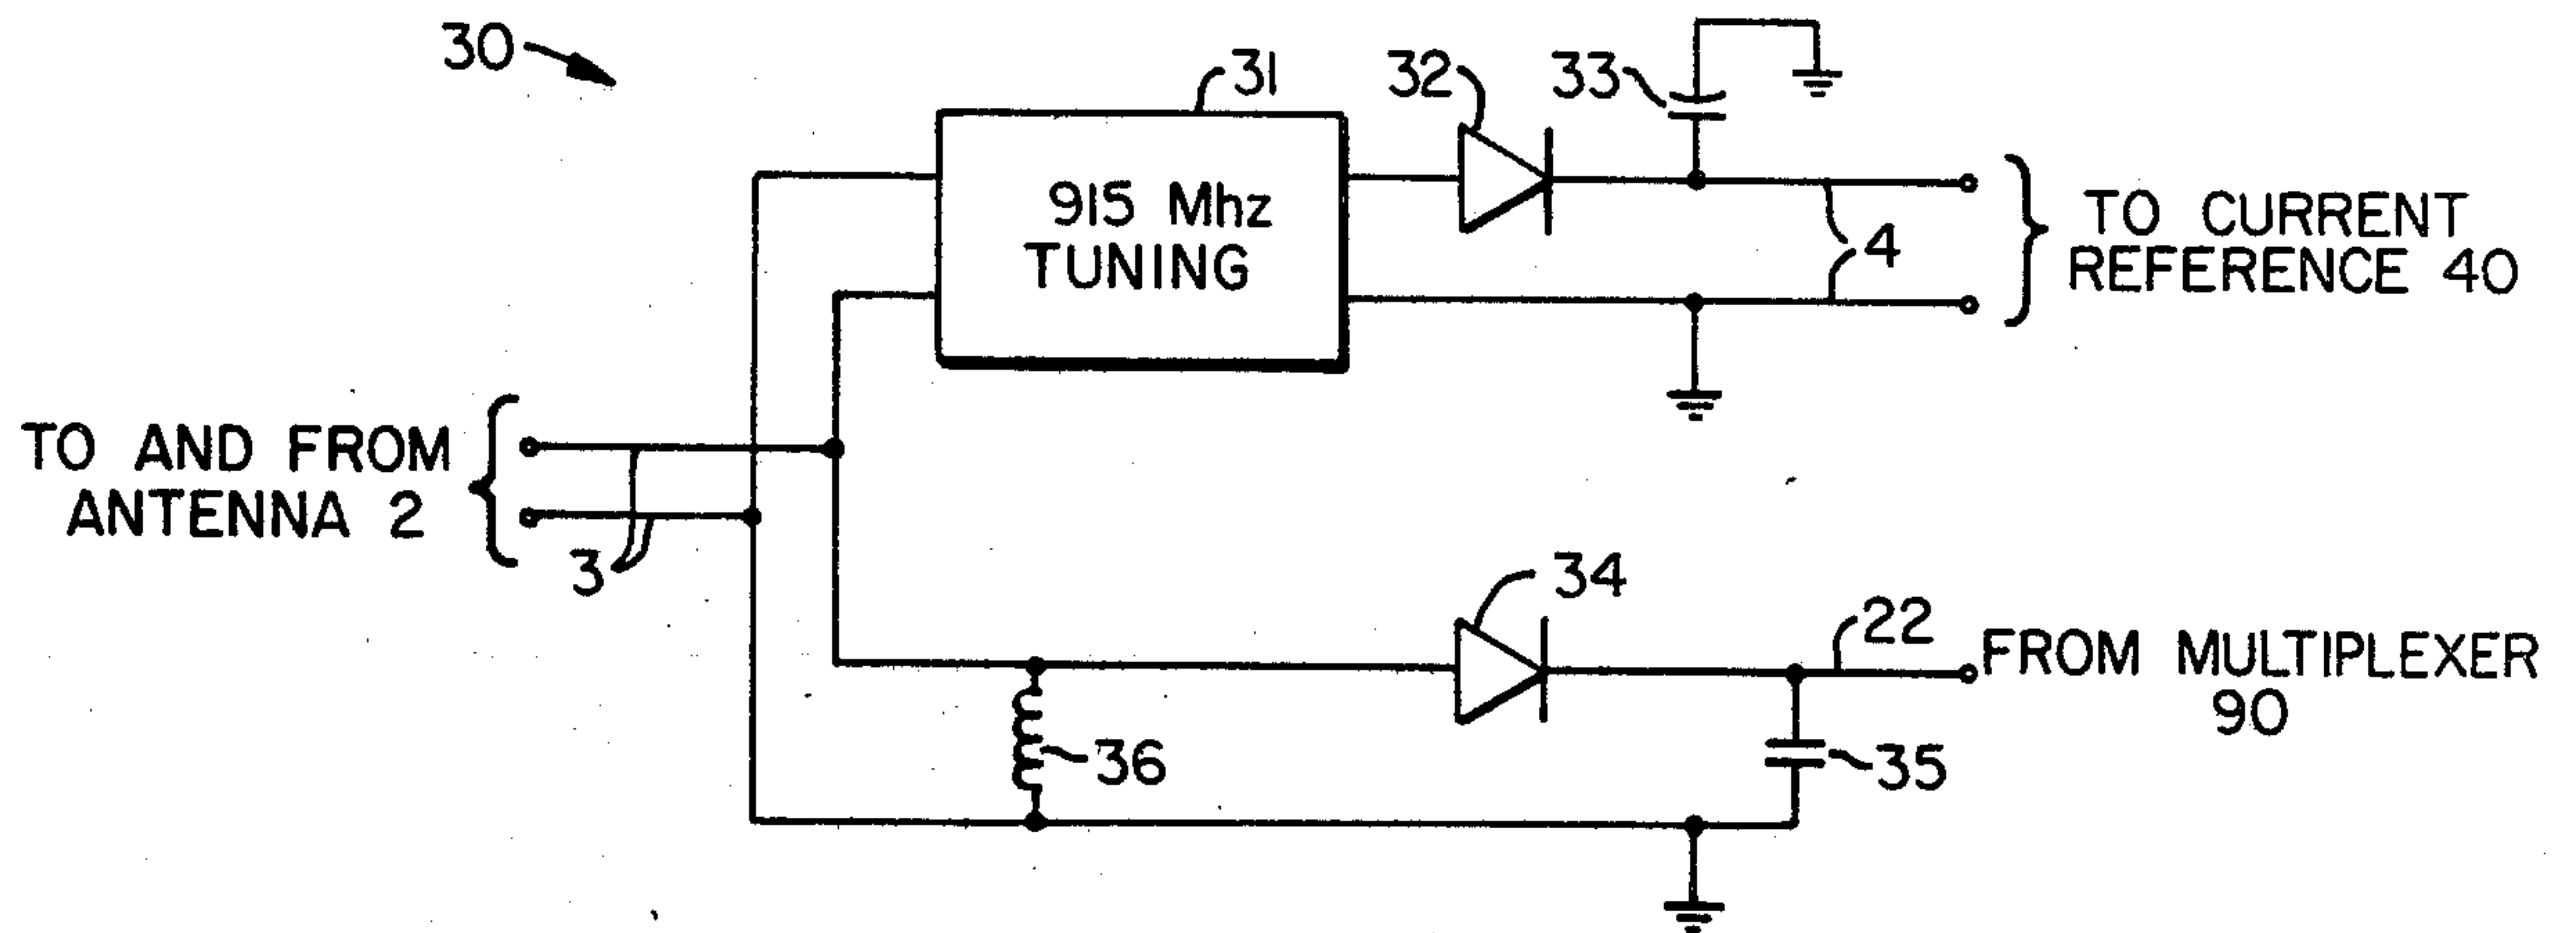 30
31
32
33
915 Mhz
TUNING
4
TO CURRENT
REFERENCE 40
TO AND FROM
ANTENNA 2
3
34
22
FROM MULTIPLEXER
90
36
35